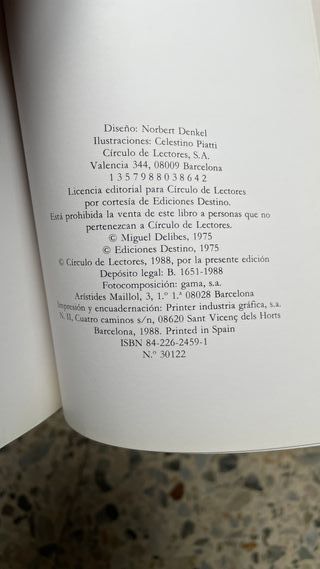 Diseño: Norbert Denkel
Ilustraciones: Celestino Piatti
Círculo de Lectores, S.A.
Valencia 344, 08009 Barcelona
1 3 5 7 9 8 8 0 3 8 6 4 2
Licencia editorial para Círculo de Lectores
por cortesía de Ediciones Destino.
Está prohibida la venta de este libro a personas que no
pertenezcan a Círculo de Lectores.
© Miguel Delibes, 1975
© Ediciones Destino, 1975
© Círculo de Lectores, 1988, por la presente edición
Depósito legal: B. 1651-1988
Fotocomposición: gama, s.a.
Arístides Maillol, 3, 1.º 1.ª 08028 Barcelona
Impresión y encuadernación: Printer industria gráfica, s.a.
N. II, Cuatro caminos s/n, 08620 Sant Vicenç dels Horts
Barcelona, 1988. Printed in Spain
ISBN 84-226-2459-1
N.º 30122